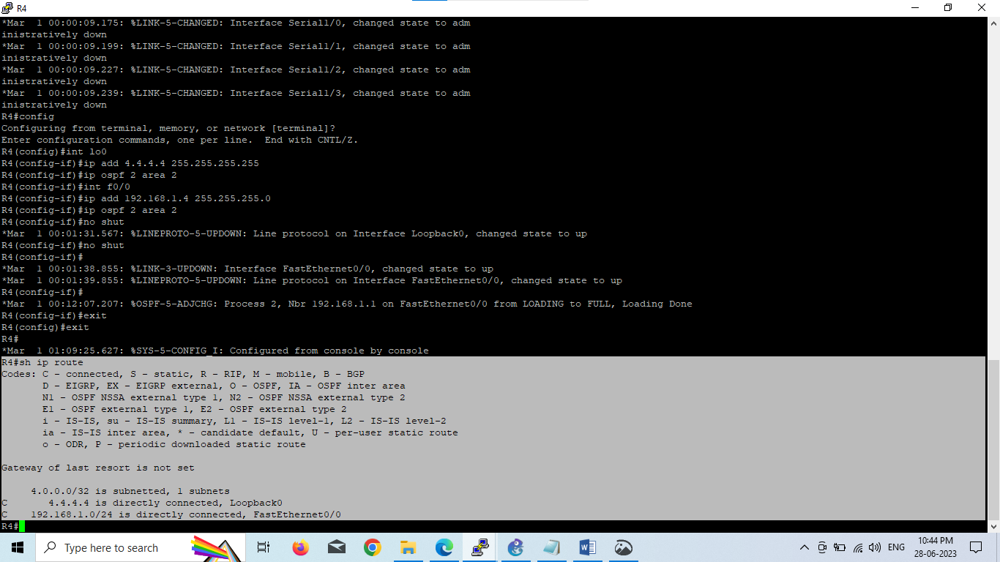 R4
*Mar  1 00:00:09.175: %LINK-5-CHANGED: Interface Serial1/0, changed state to adm
inistratively down
*Mar  1 00:00:09.199: %LINK-5-CHANGED: Interface Serial1/1, changed state to adm
inistratively down
*Mar  1 00:00:09.227: %LINK-5-CHANGED: Interface Serial1/2, changed state to adm
inistratively down
*Mar  1 00:00:09.239: %LINK-5-CHANGED: Interface Serial1/3, changed state to adm
inistratively down
R4#config
Configuring from terminal, memory, or network [terminal]?
Enter configuration commands, one per line.  End with CNTL/Z.
R4(config)#int lo0
R4(config-if)#ip add 4.4.4.4 255.255.255.255
R4(config-if)#ip ospf 2 area 2
R4(config-if)#int f0/0
R4(config-if)#ip add 192.168.1.4 255.255.255.0
R4(config-if)#ip ospf 2 area 2
R4(config-if)#no shut
*Mar  1 00:01:31.567: %LINEPROTO-5-UPDOWN: Line protocol on Interface Loopback0, changed state to up
R4(config-if)#no shut
R4(config-if)#
*Mar  1 00:01:38.855: %LINK-3-UPDOWN: Interface FastEthernet0/0, changed state to up
*Mar  1 00:01:39.855: %LINEPROTO-5-UPDOWN: Line protocol on Interface FastEthernet0/0, changed state to up
R4(config-if)#
*Mar  1 00:12:07.207: %OSPF-5-ADJCHG: Process 2, Nbr 192.168.1.1 on FastEthernet0/0 from LOADING to FULL, Loading Done
R4(config-if)#exit
R4(config)#exit
R4#
*Mar  1 01:09:25.627: %SYS-5-CONFIG_I: Configured from console by console
R4#sh ip route
Codes: C - connected, S - static, R - RIP, M - mobile, B - BGP
       D - EIGRP, EX - EIGRP external, O - OSPF, IA - OSPF inter area
       N1 - OSPF NSSA external type 1, N2 - OSPF NSSA external type 2
       E1 - OSPF external type 1, E2 - OSPF external type 2
       i - IS-IS, su - IS-IS summary, L1 - IS-IS level-1, L2 - IS-IS level-2
       ia - IS-IS inter area, * - candidate default, U - per-user static route
       o - ODR, P - periodic downloaded static route
Gateway of last resort is not set
     4.0.0.0/32 is subnetted, 1 subnets
C       4.4.4.4 is directly connected, Loopback0
C    192.168.1.0/24 is directly connected, FastEthernet0/0
R4#
Type here to search
ENG
10:44 PM
28-06-2023